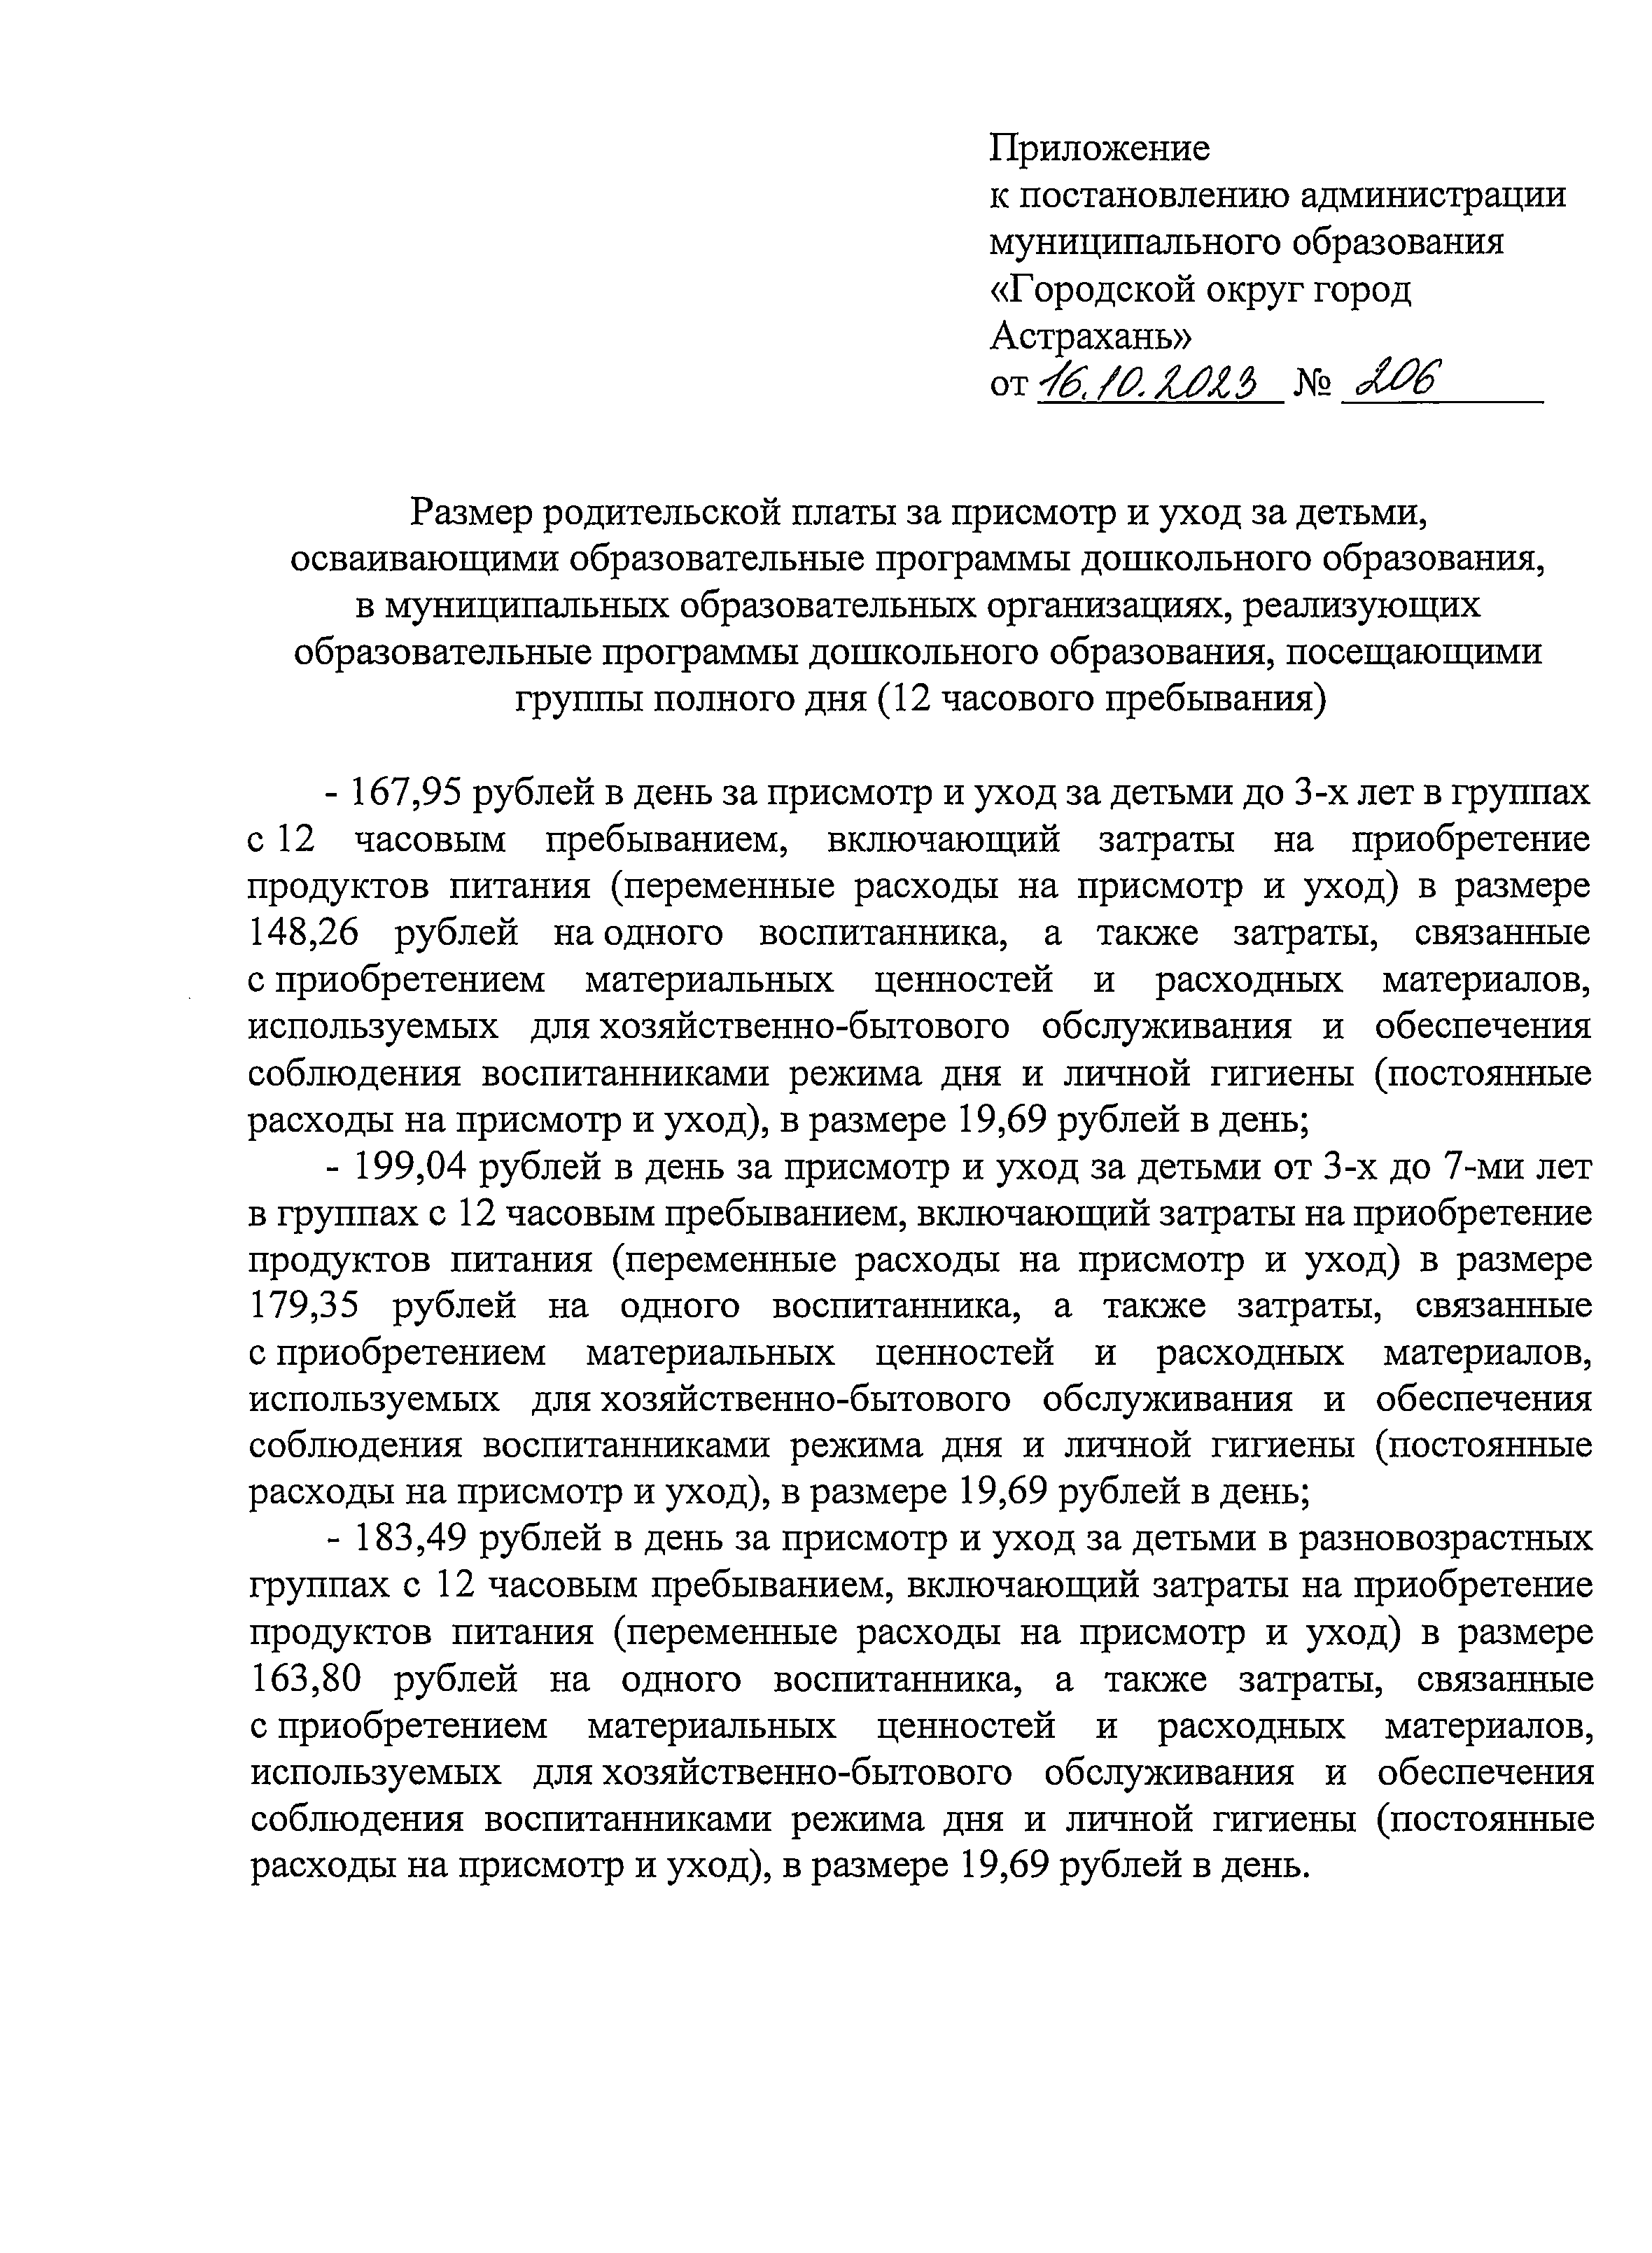 Приложение
к постановлению администрации
муниципального образования
«Городской округ город
Астрахань»
от 16.10.2023 № 206
Размер родительской платы за присмотр и уход за детьми,
осваивающими образовательные программы дошкольного образования,
в муниципальных образовательных организациях, реализующих
образовательные программы дошкольного образования, посещающими
группы полного дня (12 часового пребывания)
- 167,95 рублей в день за присмотр и уход за детьми до 3-х лет в группах
с 12 часовым пребыванием, включающий затраты на приобретение
продуктов питания (переменные расходы на присмотр и уход) в размере
148,26 рублей на одного воспитанника, а также затраты, связанные
с приобретением материальных ценностей и расходных материалов,
используемых для хозяйственно-бытового обслуживания и обеспечения
соблюдения воспитанниками режима дня и личной гигиены (постоянные
расходы на присмотр и уход), в размере 19,69 рублей в день;
- 199,04 рублей в день за присмотр и уход за детьми от 3-х до 7-ми лет
в группах с 12 часовым пребыванием, включающий затраты на приобретение
продуктов питания (переменные расходы на присмотр и уход) в размере
179,35 рублей на одного воспитанника, а также затраты, связанные
с приобретением материальных ценностей и расходных материалов,
используемых для хозяйственно-бытового обслуживания и обеспечения
соблюдения воспитанниками режима дня и личной гигиены (постоянные
расходы на присмотр и уход), в размере 19,69 рублей в день;
- 183,49 рублей в день за присмотр и уход за детьми в разновозрастных
группах с 12 часовым пребыванием, включающий затраты на приобретение
продуктов питания (переменные расходы на присмотр и уход) в размере
163,80 рублей на одного воспитанника, а также затраты, связанные
с приобретением материальных ценностей и расходных материалов,
используемых для хозяйственно-бытового обслуживания и обеспечения
соблюдения воспитанниками режима дня и личной гигиены (постоянные
расходы на присмотр и уход), в размере 19,69 рублей в день.